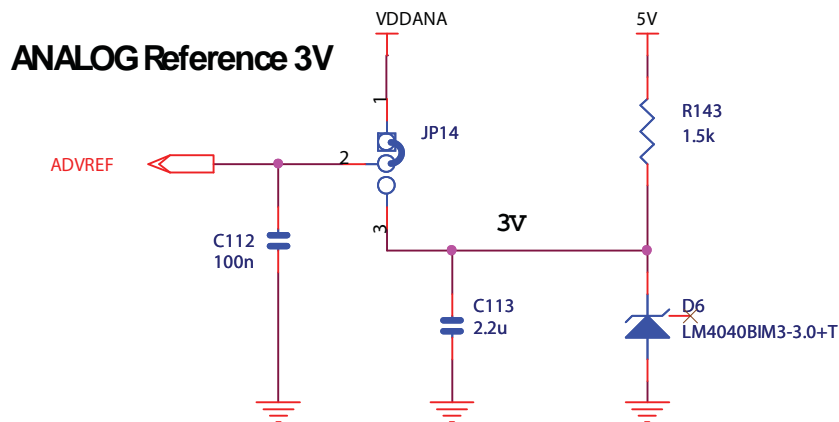 VDDANA
5V
ANALOG Reference 3V
1
R143
1.5k
JP14
ADVREF
2
3V
3
C112
100n
C113
2.2u
D6
LM4040BIM3-3.0+T